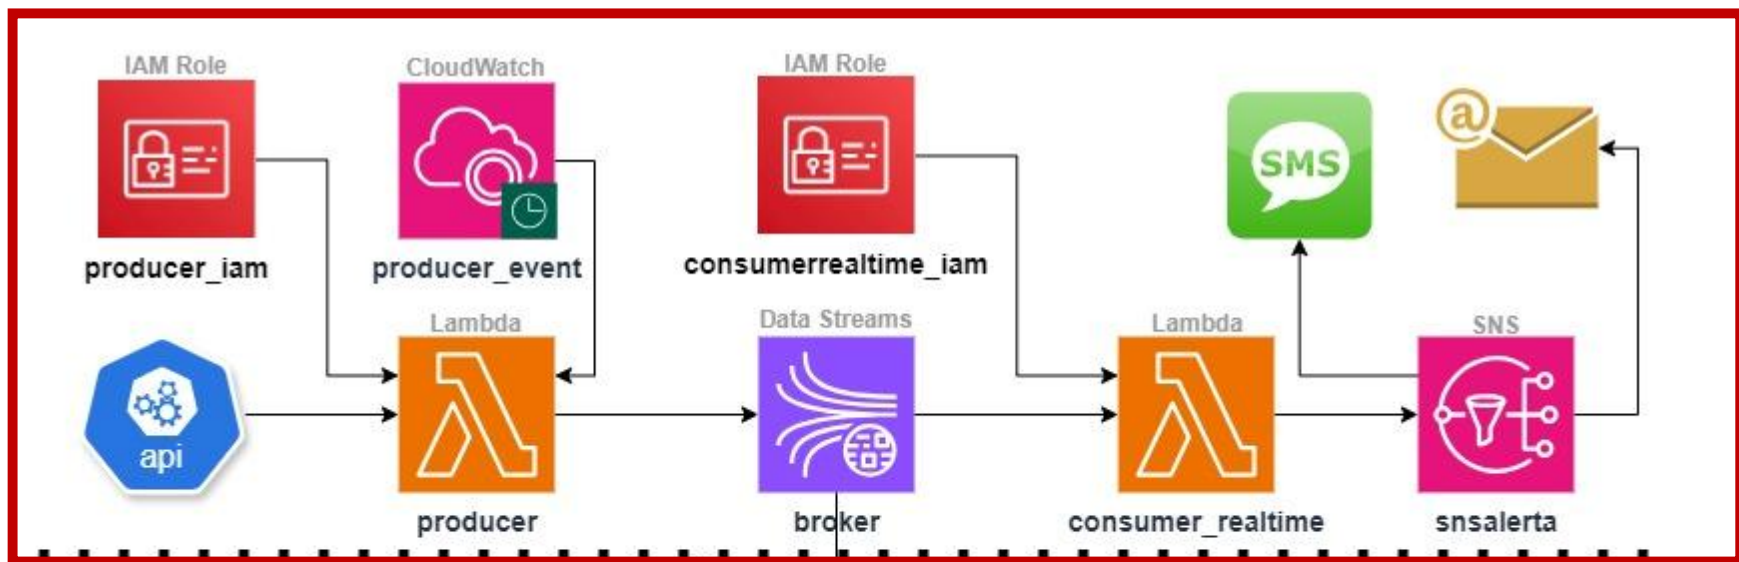 IAM Role
CloudWatch
IAM Role
SMS
@
producer_iam
producer_event
consumerrealtime_iam
Lambda
Data Streams
Lambda
SNS
api
producer
broker
consumer_realtime
snsalerta